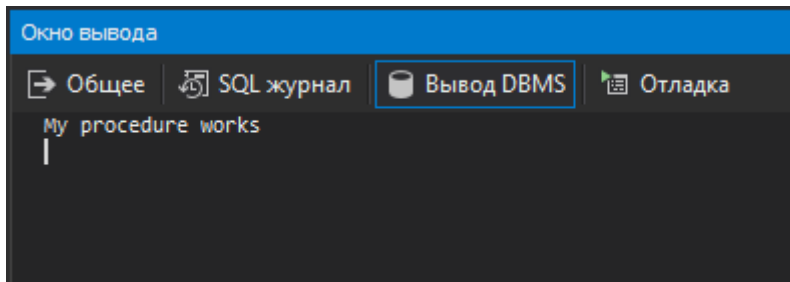 Окно вывода
Общее SQL журнал Вывод DBMS Отладка
My procedure works